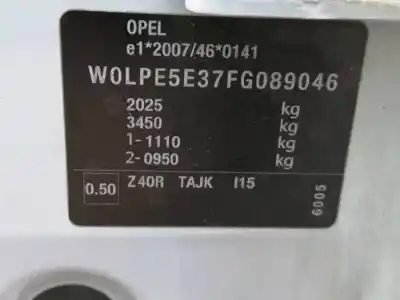 OPEL
e1*2007/46*0141
W0LPE5E37FG089046
2025 kg
3450 kg
1-1110 kg
2-0950 kg
0.50 Z40R TAJK I15
6005